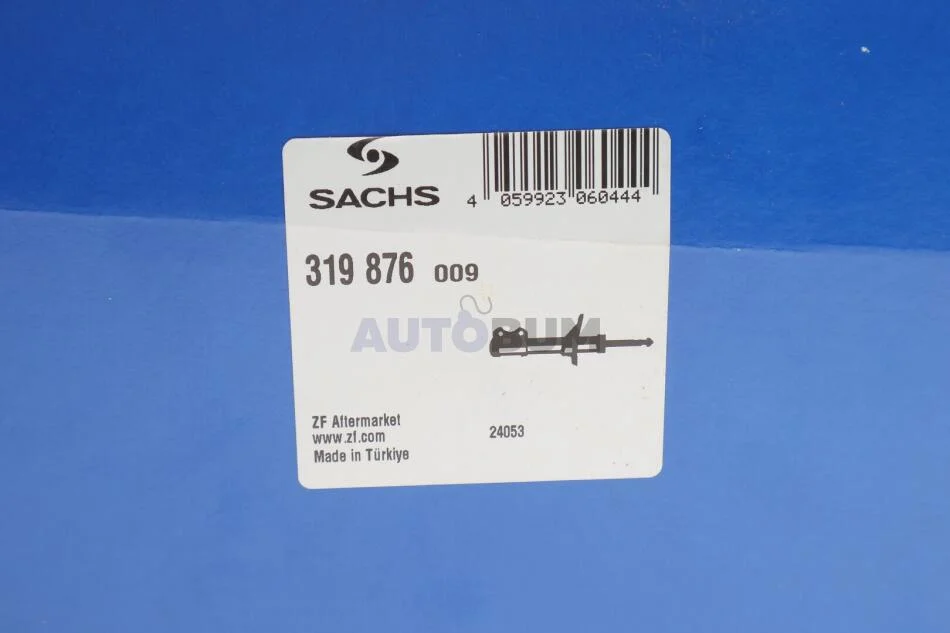 SACHS
4 059923 060444
319 876 009
AUTOBUM
ZF Aftermarket
www.zf.com
Made in Türkiye
24053